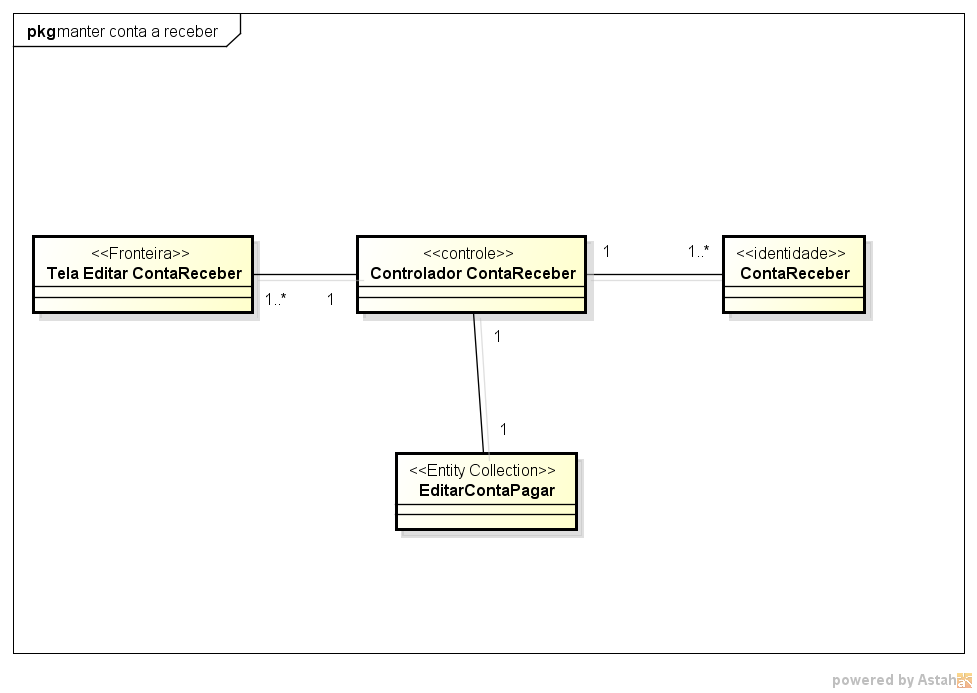 pkg manter conta a receber
<<Fronteira>>
Tela Editar ContaReceber
1..*
1
<<controle>>
Controlador ContaReceber
1
1..*
<<identidade>>
ContaReceber
1
1
<<Entity Collection>>
EditarContaPagar
powered by Astah